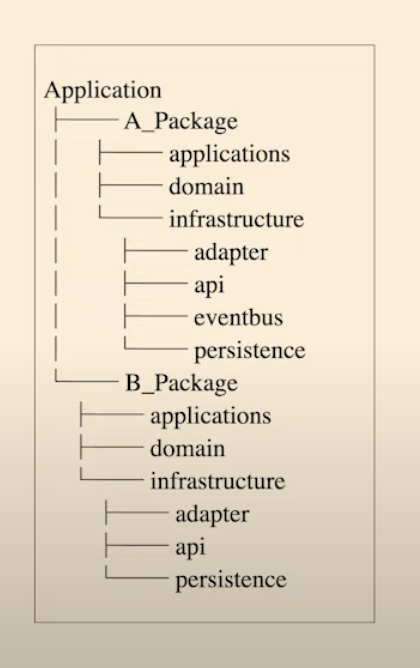 Application
A_Package
applications
domain
infrastructure
adapter
api
eventbus
persistence
B_Package
applications
domain
infrastructure
adapter
api
persistence